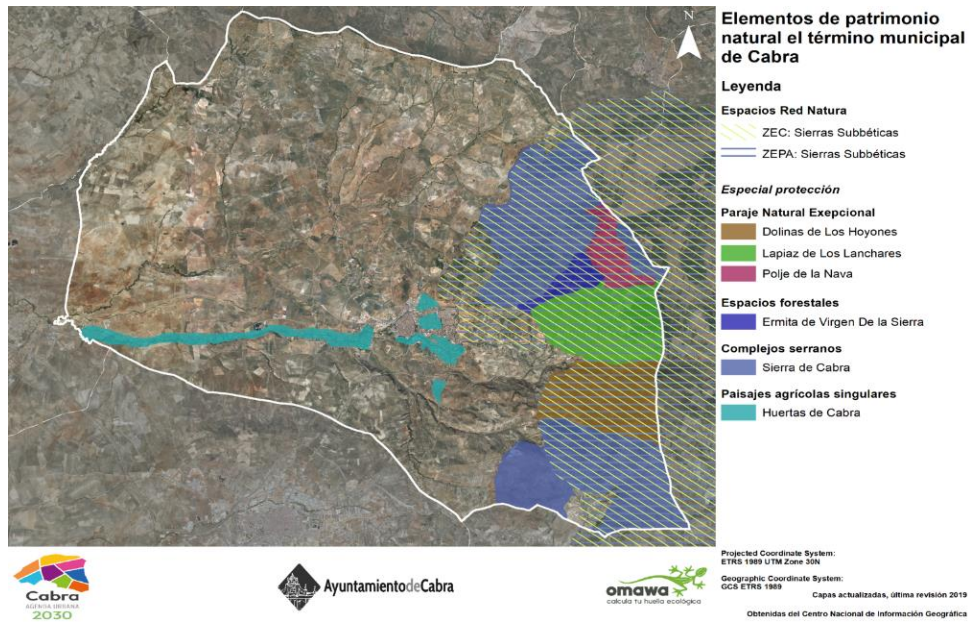 N
Elementos de patrimonio
natural el término municipal
de Cabra
Leyenda
Espacios Red Natura
ZEC: Sierras Subbéticas
ZEPA: Sierras Subbéticas
Especial protección
Paraje Natural Exepcional
Dolinas de Los Hoyones
Lapiaz de Los Lanchares
Polje de la Nava
Espacios forestales
Ermita de Virgen De la Sierra
Complejos serranos
Sierra de Cabra
Paisajes agrícolas singulares
Huertas de Cabra
Cabra
AGENDA URBANA
2030
AyuntamientodeCabra
omawa
calcula tu huella ecológica
Projected Coordinate System:
ETRS 1989 UTM Zone 30N
Geographic Coordinate System:
GCS ETRS 1989
Capas actualizadas, última revisión 2019
Obtenidas del Centro Nacional de Información Geográfica